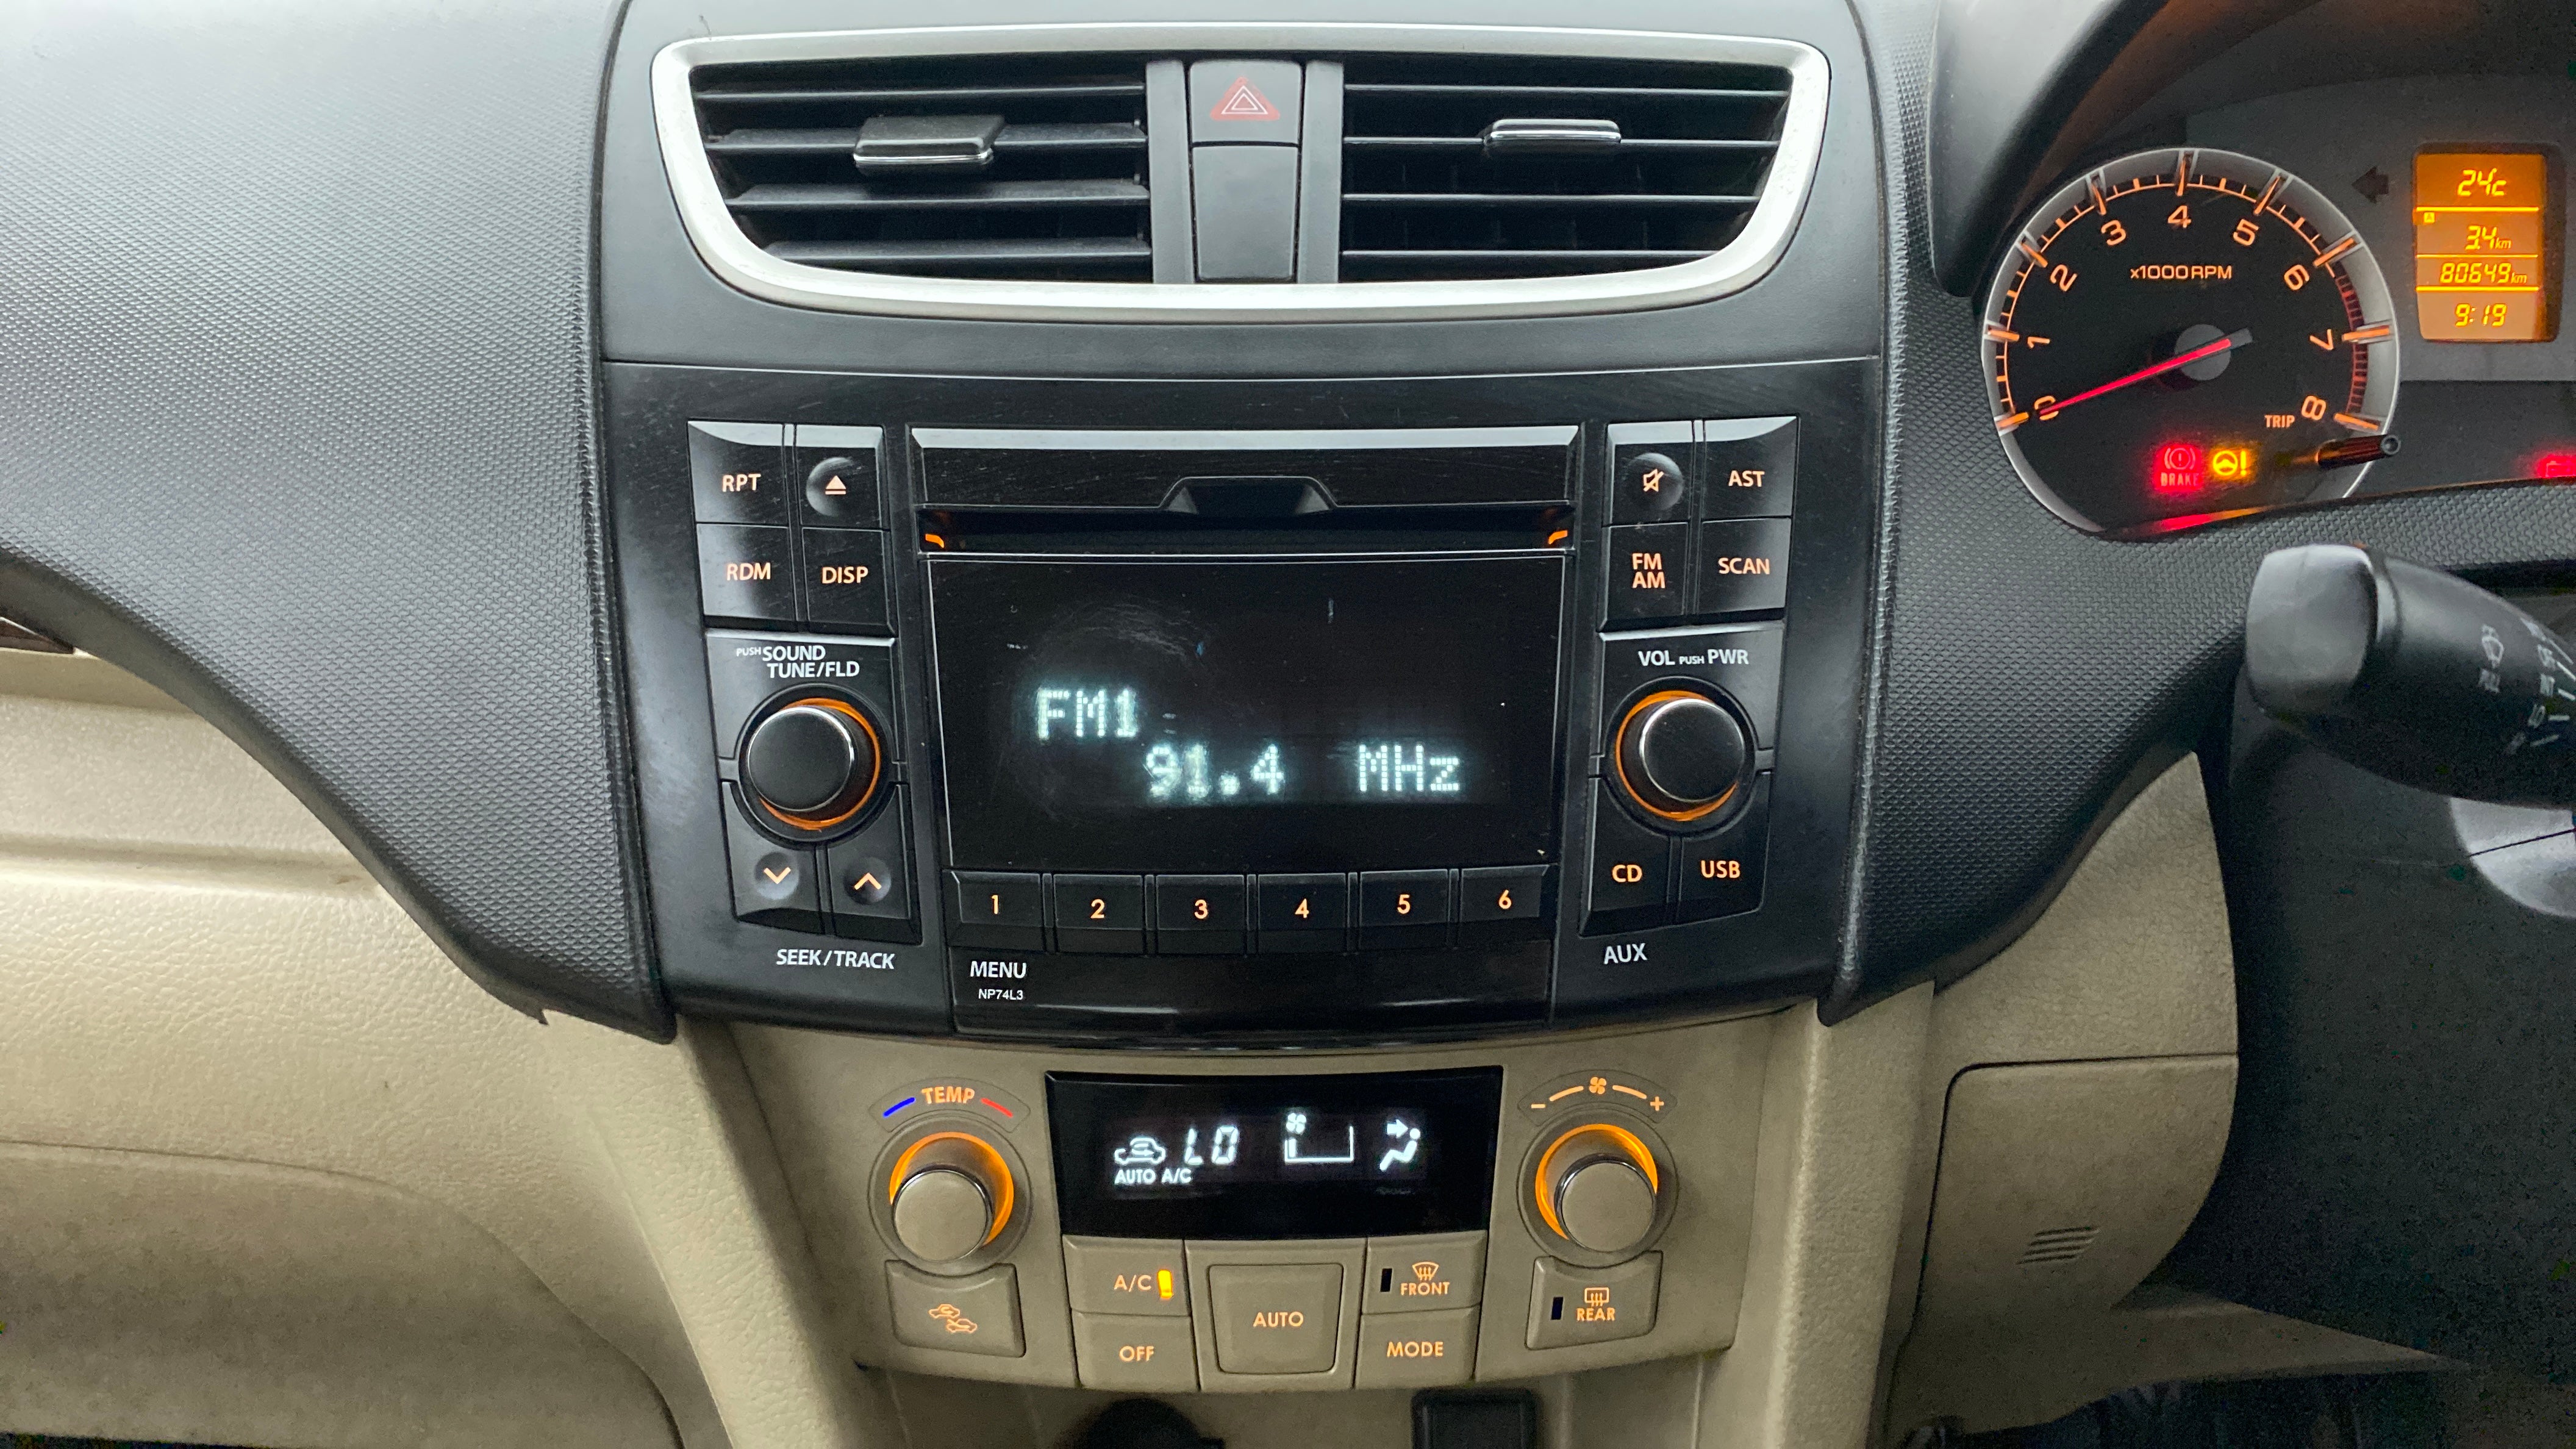 RPT
RDM
DISP
PUSH SOUND
TUNE/FLD
SEEK/TRACK
FM1
91.4 MHz
1 2 3 4 5 6
MENU
NP74L3
AST
FM
AM
SCAN
VOL PUSH PWR
CD
USB
AUX
TEMP
LO
AUTO A/C
- +
A/C
OFF
AUTO
FRONT
MODE
REAR
0 1 2 3 4 5 6 7 8
x1000RPM
TRIP
BRAKE
24c
A
3.4km
80649km
9:19